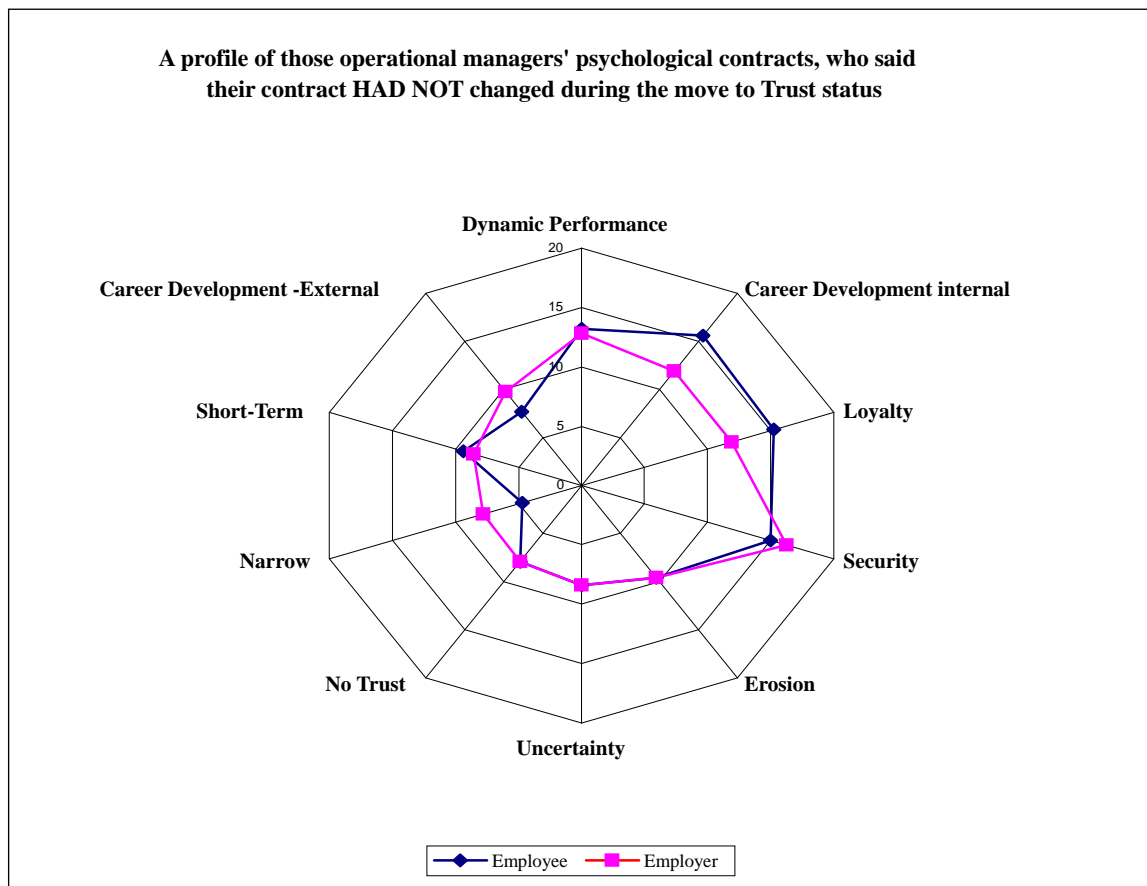 A profile of those operational managers' psychological contracts, who said
their contract HAD NOT changed during the move to Trust status
Dynamic Performance
20
Career Development -External
Career Development internal
15
10
Short-Term
Loyalty
5
0
Narrow
Security
No Trust
Erosion
Uncertainty
Employee
Employer